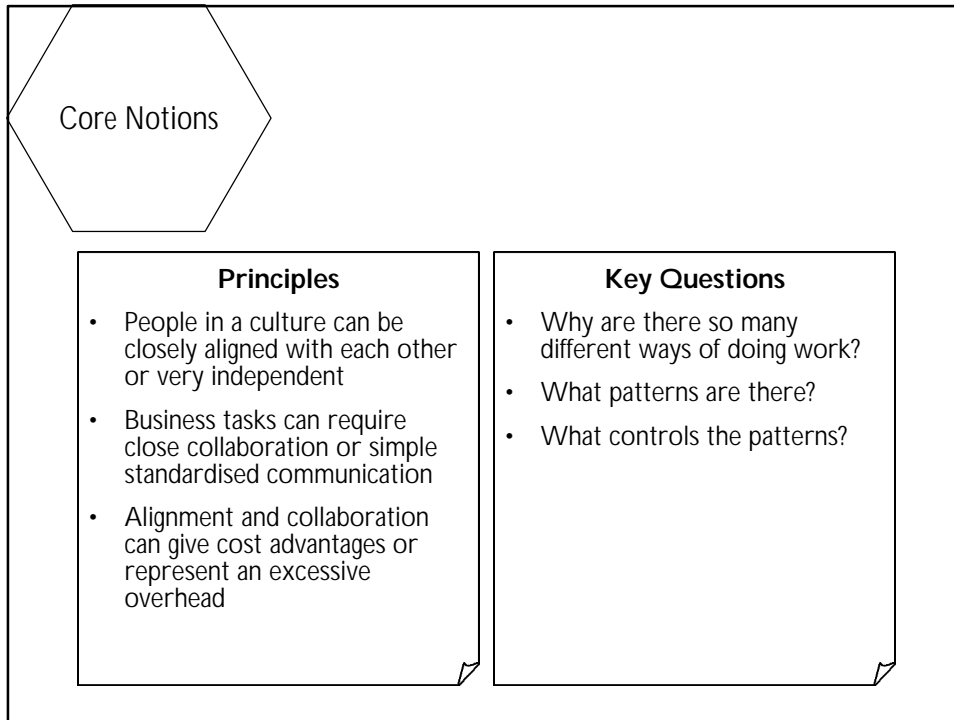 Core Notions
Principles
• People in a culture can be
closely aligned with each other
or very independent
• Business tasks can require
close collaboration or simple
standardised communication
• Alignment and collaboration
can give cost advantages or
represent an excessive
overhead
Key Questions
• Why are there so many
different ways of doing work?
• What patterns are there?
• What controls the patterns?